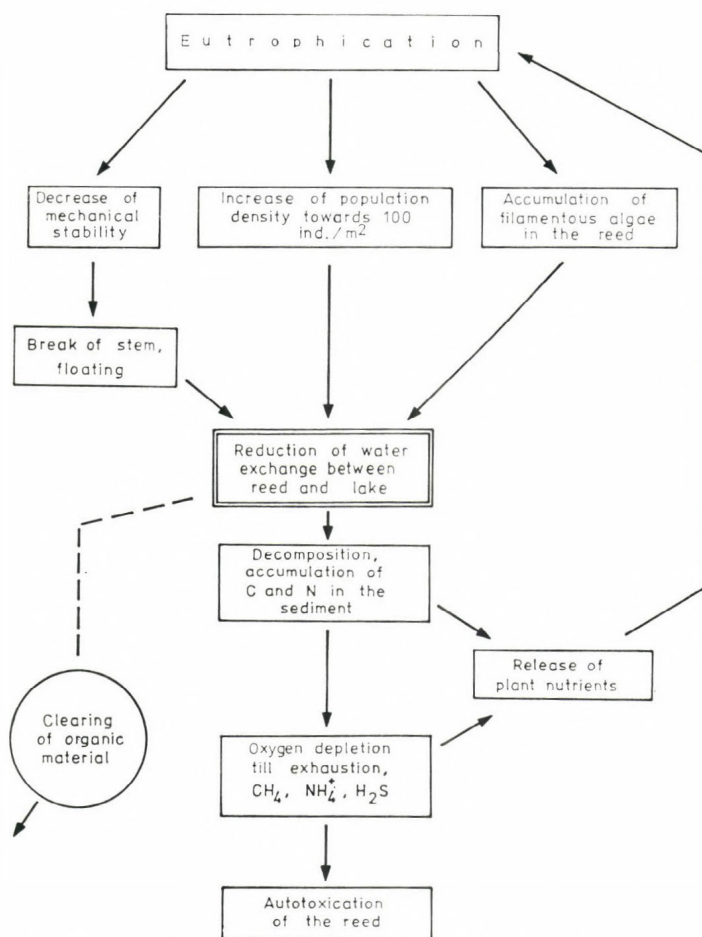 Eutrophication
Decrease of
mechanical
stability
Increase of population
density towards 100
ind./m²
Accumulation of
filamentous algae
in the reed
Break of stem,
floating
Reduction of water
exchange between
reed and lake
Decomposition,
accumulation of
C and N in the
sediment
Release of
plant nutrients
Clearing
of organic
material
Oxygen depletion
till exhaustion,
CH₄, NH₄⁺, H₂S
Autotoxication
of the reed